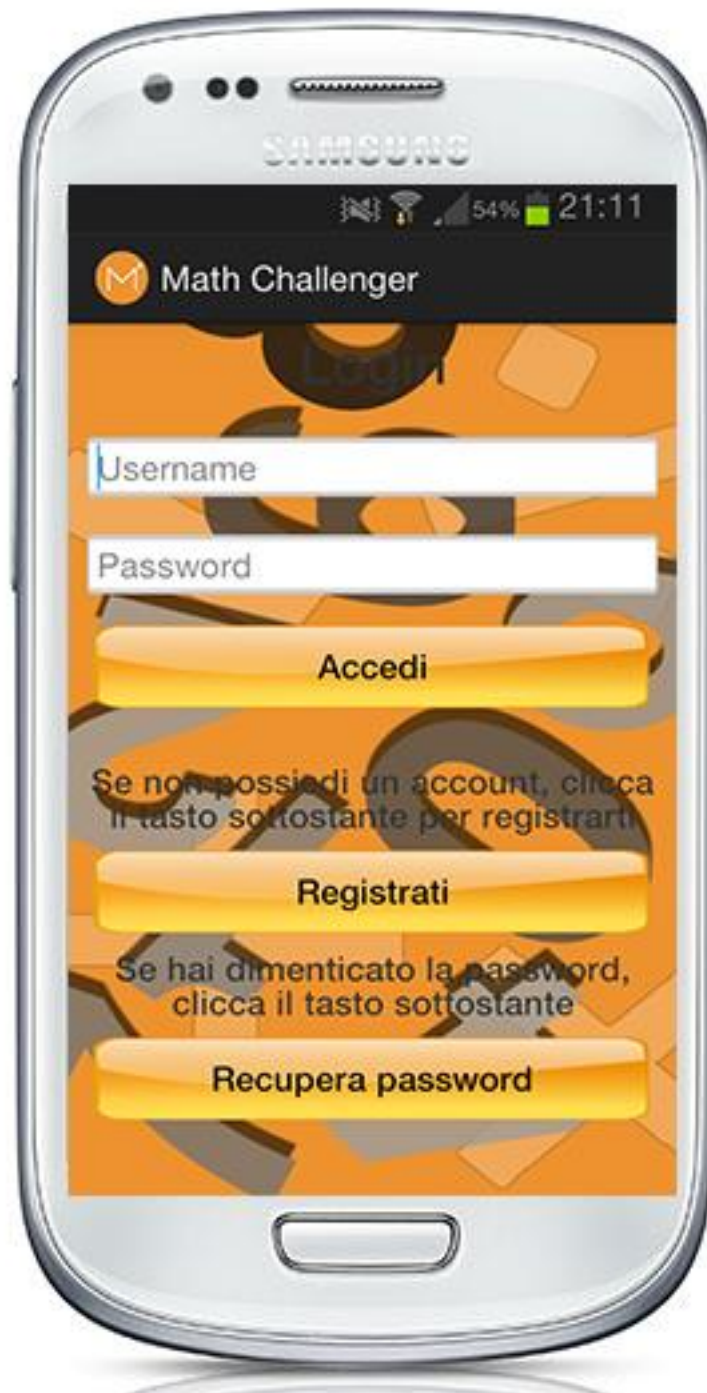 SAMSUNG
54% 21:11
Math Challenger
Login
Username
Password
Accedi
Se non possiedi un account, clicca
il tasto sottostante per registrarti
Registrati
Se hai dimenticato la password,
clicca il tasto sottostante
Recupera password